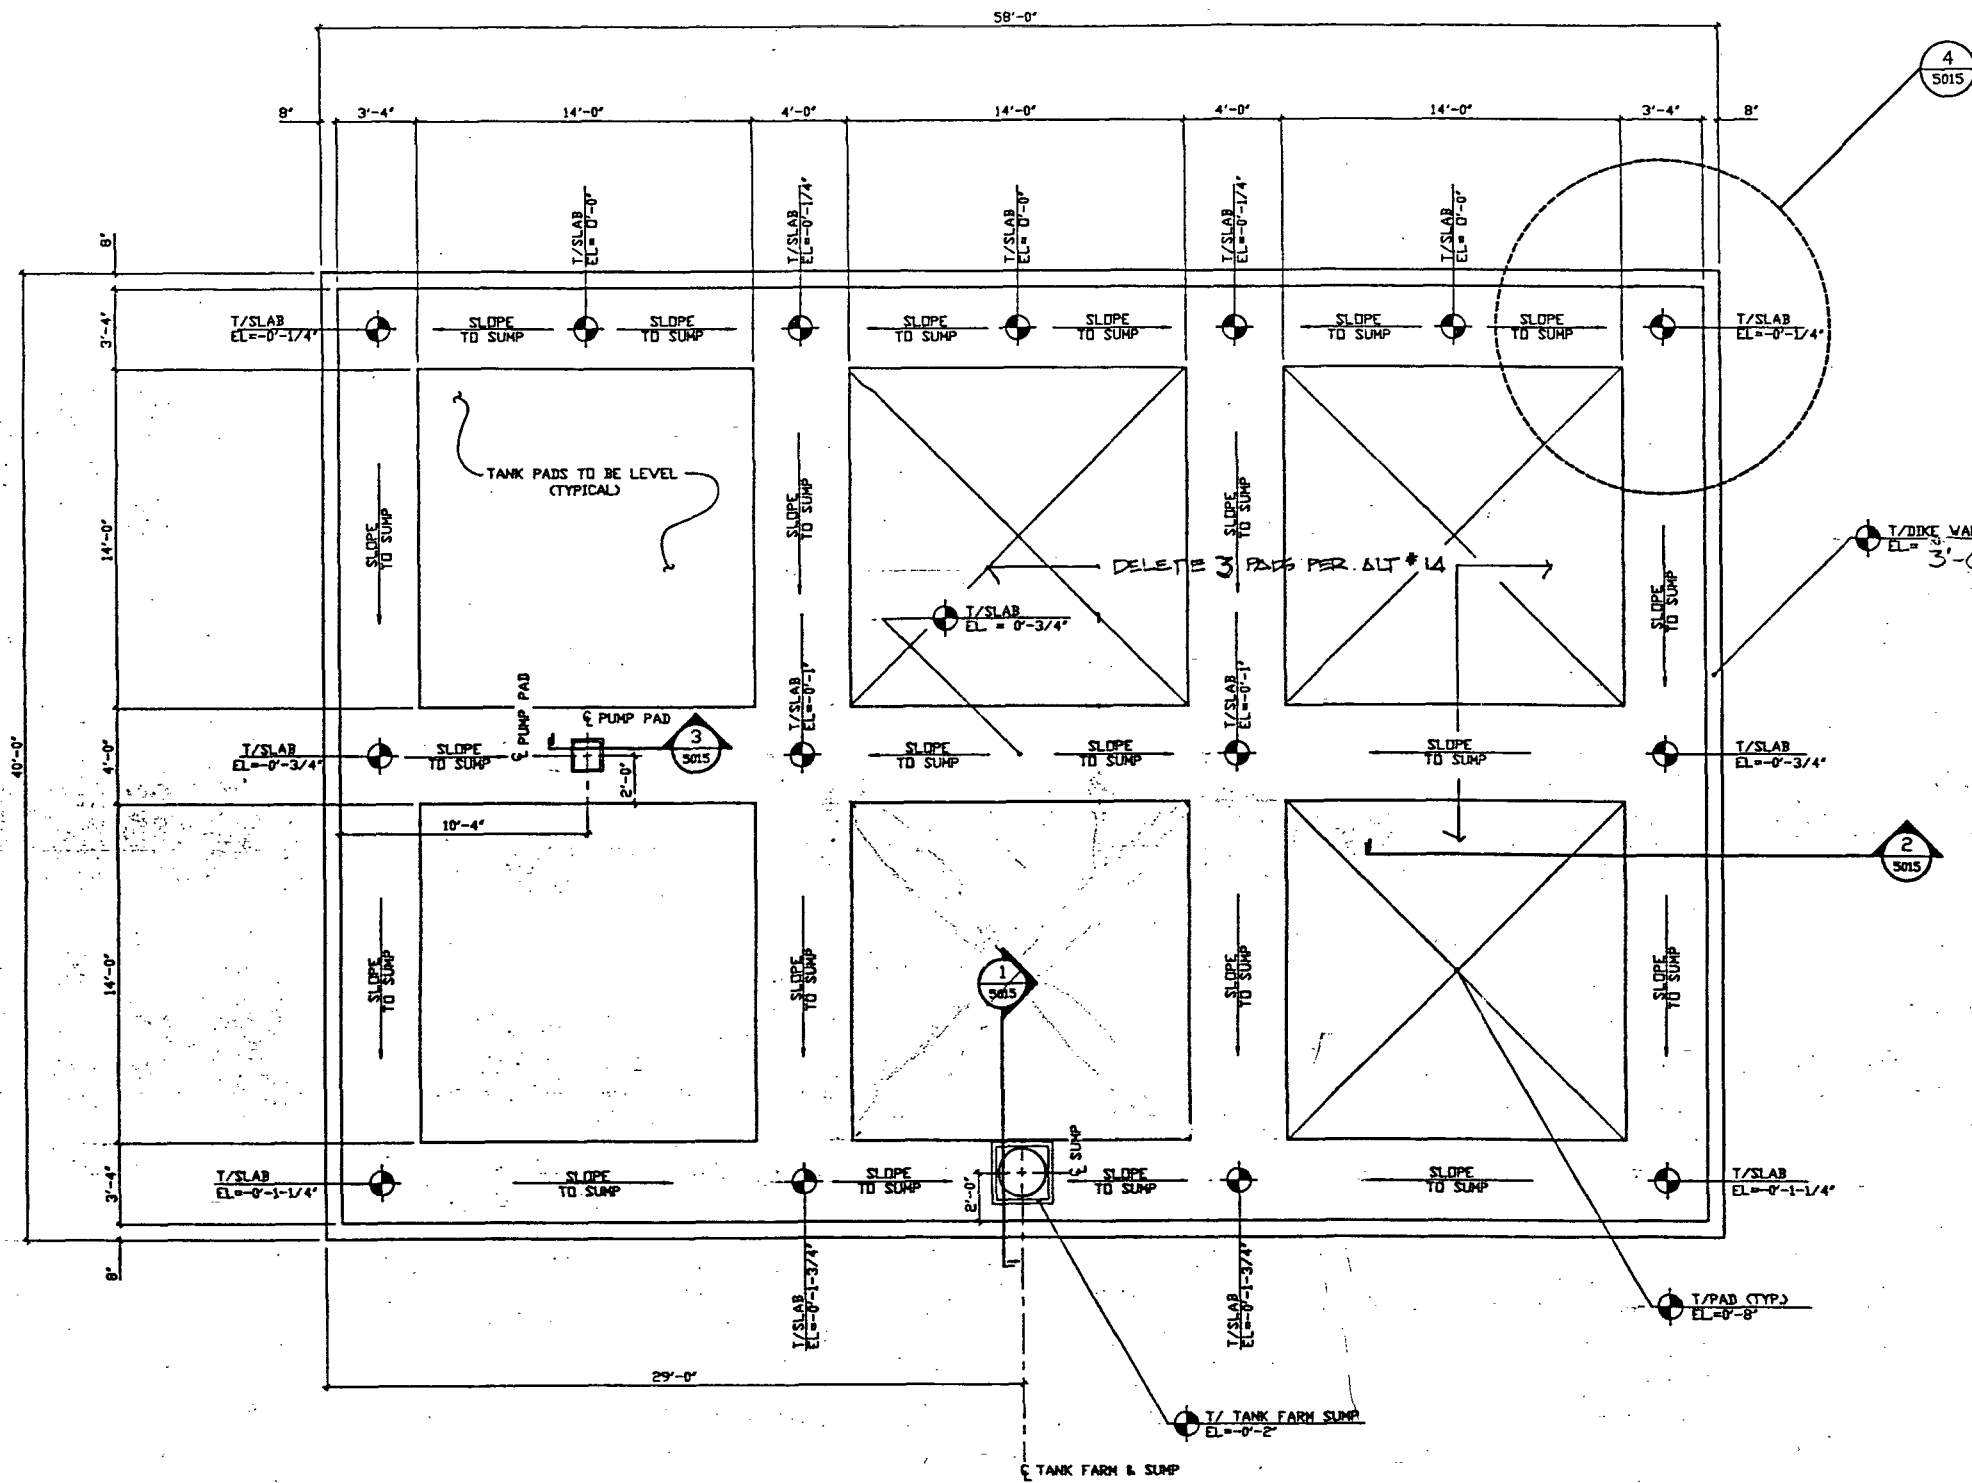 58'-0"
4
5015
8" 3'-4" 14'-0" 4'-0" 14'-0" 4'-0" 14'-0" 3'-4" 8"
T/SLAB
EL= 0'-0"
T/SLAB
EL=-0'-1/4"
T/SLAB
EL= 0'-0"
T/SLAB
EL=-0'-1/4"
T/SLAB
EL= 0'-0"
8"
3'-4"
14'-0"
4'-0"
14'-0"
3'-4"
8"
40'-0"
T/SLAB
EL=-0'-1/4"
SLOPE
TO SUMP
SLOPE
TO SUMP
SLOPE
TO SUMP
SLOPE
TO SUMP
SLOPE
TO SUMP
SLOPE
TO SUMP
T/SLAB
EL=-0'-1/4"
TANK PADS TO BE LEVEL
(TYPICAL)
SLOPE
TO SUMP
SLOPE
TO SUMP
SLOPE
TO SUMP
SLOPE
TO SUMP
DELETE 3 PADS PER. ALT #14
T/DIKE
EL=
T/SLAB
EL = 0'-3/4"
T/SLAB
EL=-0'-1"
T/SLAB
EL=-0'-1"
℄ PUMP PAD
℄ PUMP PAD
3
5015
T/SLAB
EL=-0'-3/4"
SLOPE
TO SUMP
SLOPE
TO SUMP
SLOPE
TO SUMP
SLOPE
TO SUMP
T/SLAB
EL=-0'-3/4"
2'-0"
10'-4"
2
5015
SLOPE
TO SUMP
SLOPE
TO SUMP
SLOPE
TO SUMP
SLOPE
TO SUMP
1
5015
℄ SUMP
T/SLAB
EL=-0'-1-1/4"
SLOPE
TO SUMP
SLOPE
TO SUMP
2'-0"
SLOPE
TO SUMP
SLOPE
TO SUMP
T/SLAB
EL=-0'-1-1/4"
T/SLAB
EL=-0'-1-3/4"
T/SLAB
EL=-0'-1-3/4"
T/PAD (TYP.)
EL=0'-8"
29'-0"
T/ TANK FARM SUMP
EL=-0'-2"
℄ TANK FARM & SUMP